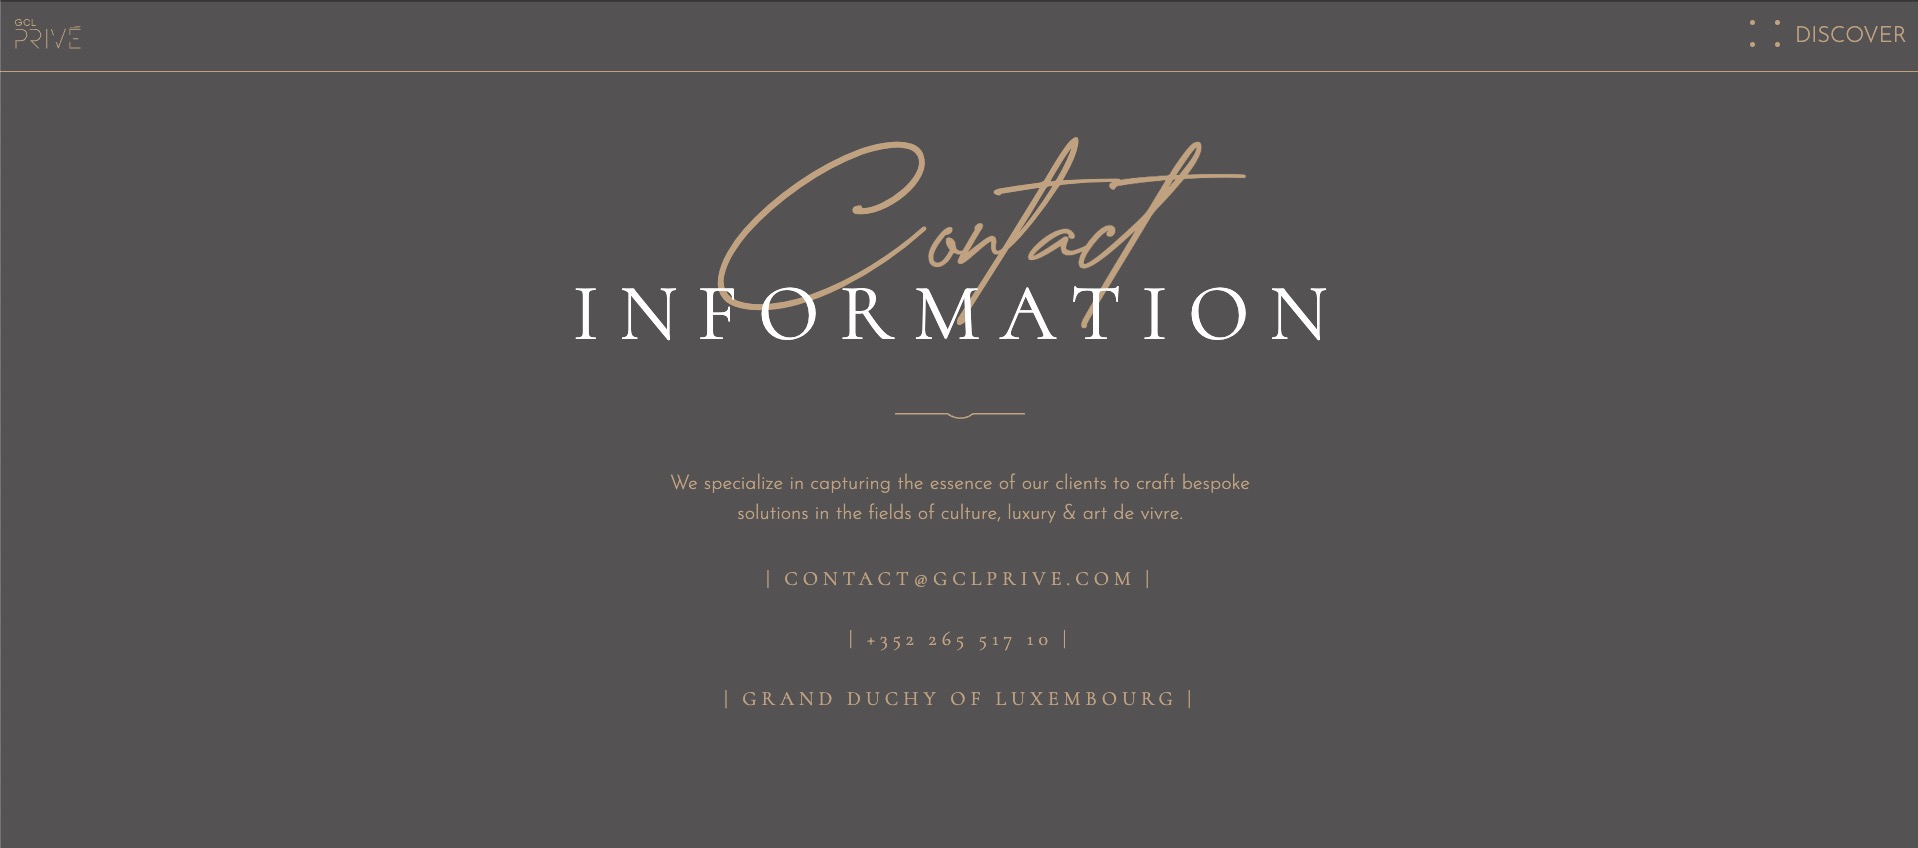 GCL
PRIVÉ
DISCOVER
Contact
INFORMATION
We specialize in capturing the essence of our clients to craft bespoke
solutions in the fields of culture, luxury & art de vivre.
| CONTACT@GCLPRIVE.COM |
| +352 265 517 10 |
| GRAND DUCHY OF LUXEMBOURG |